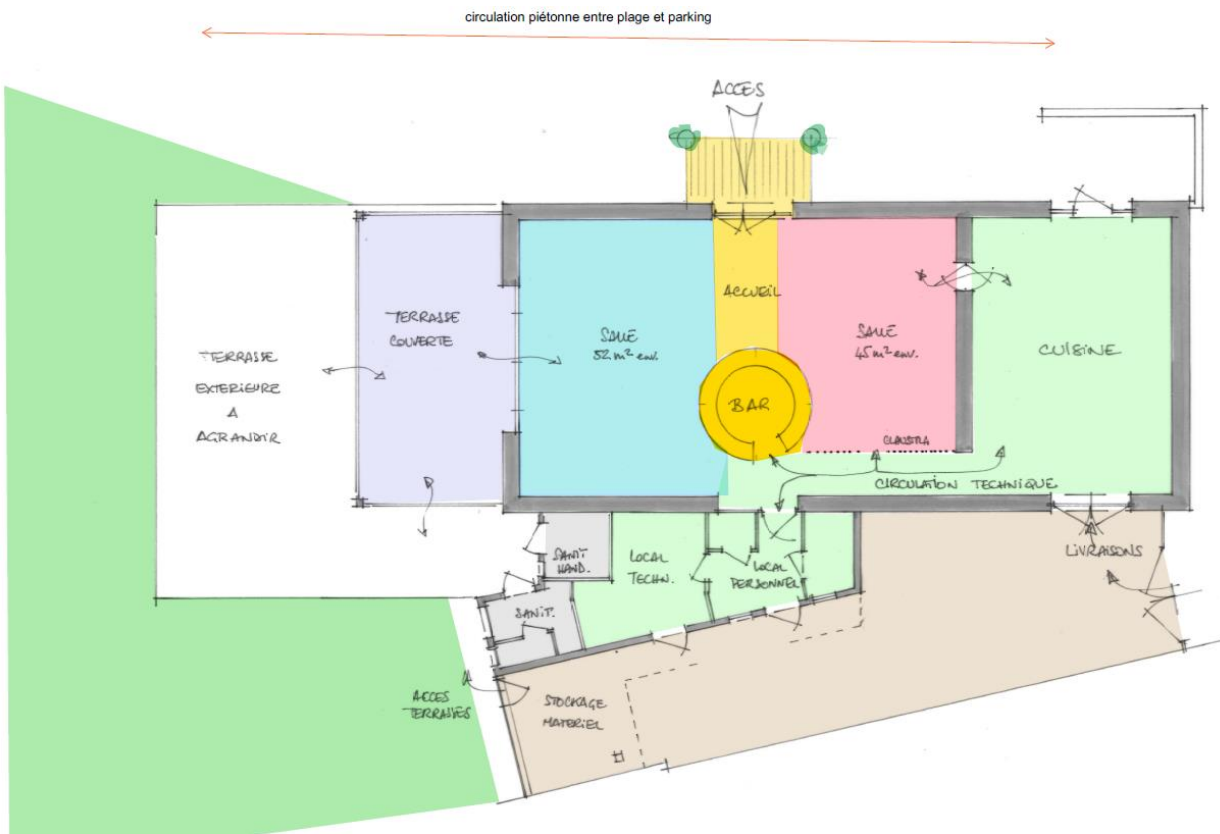 circulation piétonne entre plage et parking
ACCES
ACCUEIL
TERRASSE
COUVERTE
SALLE
52 m² env.
SALLE
45 m² env.
CUISINE
TERRASSE
EXTERIEURE
A
AGRANDIR
BAR
CLAUSTRA
CIRCULATION TECHNIQUE
SANIT
HAND.
LOCAL
TECHN.
LOCAL
PERSONNEL
LIVRAISONS
SANIT.
ACCES
TERRASSES
STOCKAGE
MATERIEL